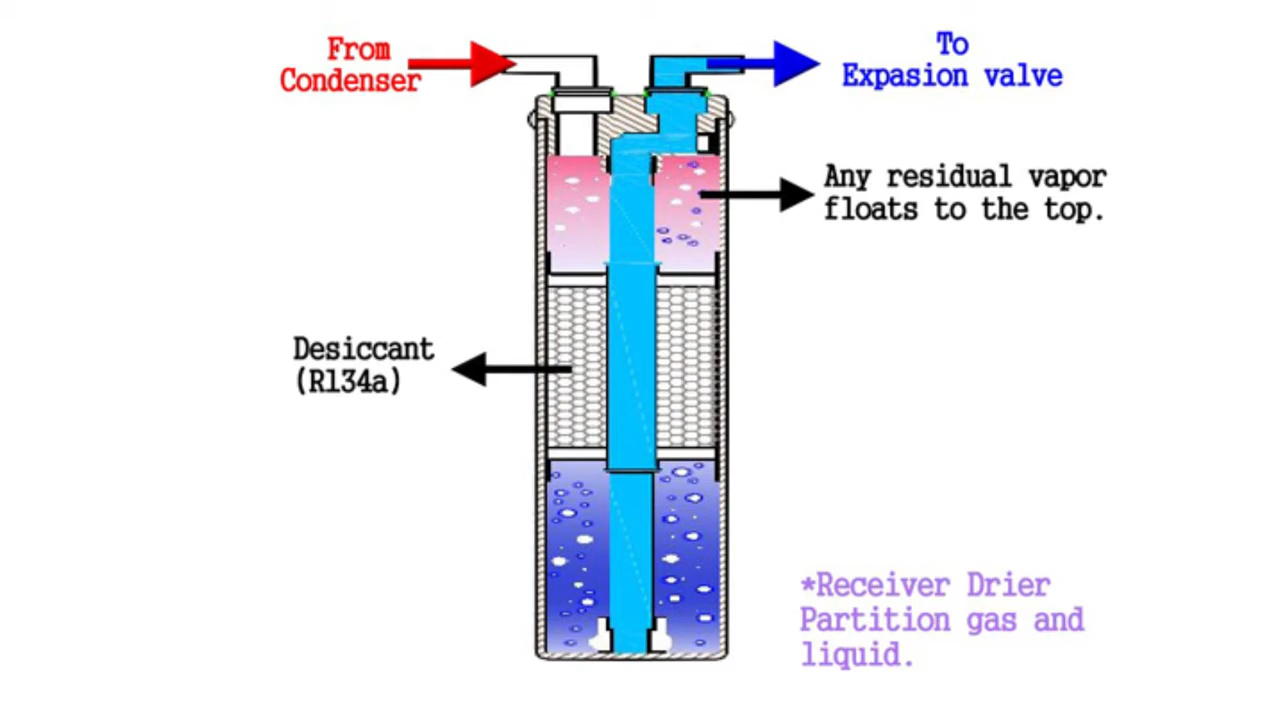 From
Condenser
To
Expasion valve
Any residual vapor
floats to the top.
Desiccant
(R134a)
*Receiver Drier
Partition gas and
liquid.